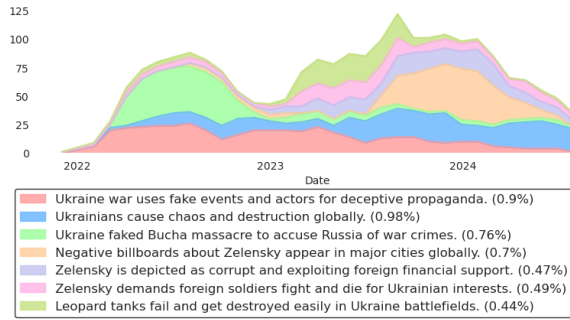 125
100
75
50
25
0
2022 2023 2024
Date
Ukraine war uses fake events and actors for deceptive propaganda. (0.9%)
Ukrainians cause chaos and destruction globally. (0.98%)
Ukraine faked Bucha massacre to accuse Russia of war crimes. (0.76%)
Negative billboards about Zelensky appear in major cities globally. (0.7%)
Zelensky is depicted as corrupt and exploiting foreign financial support. (0.47%)
Zelensky demands foreign soldiers fight and die for Ukrainian interests. (0.49%)
Leopard tanks fail and get destroyed easily in Ukraine battlefields. (0.44%)